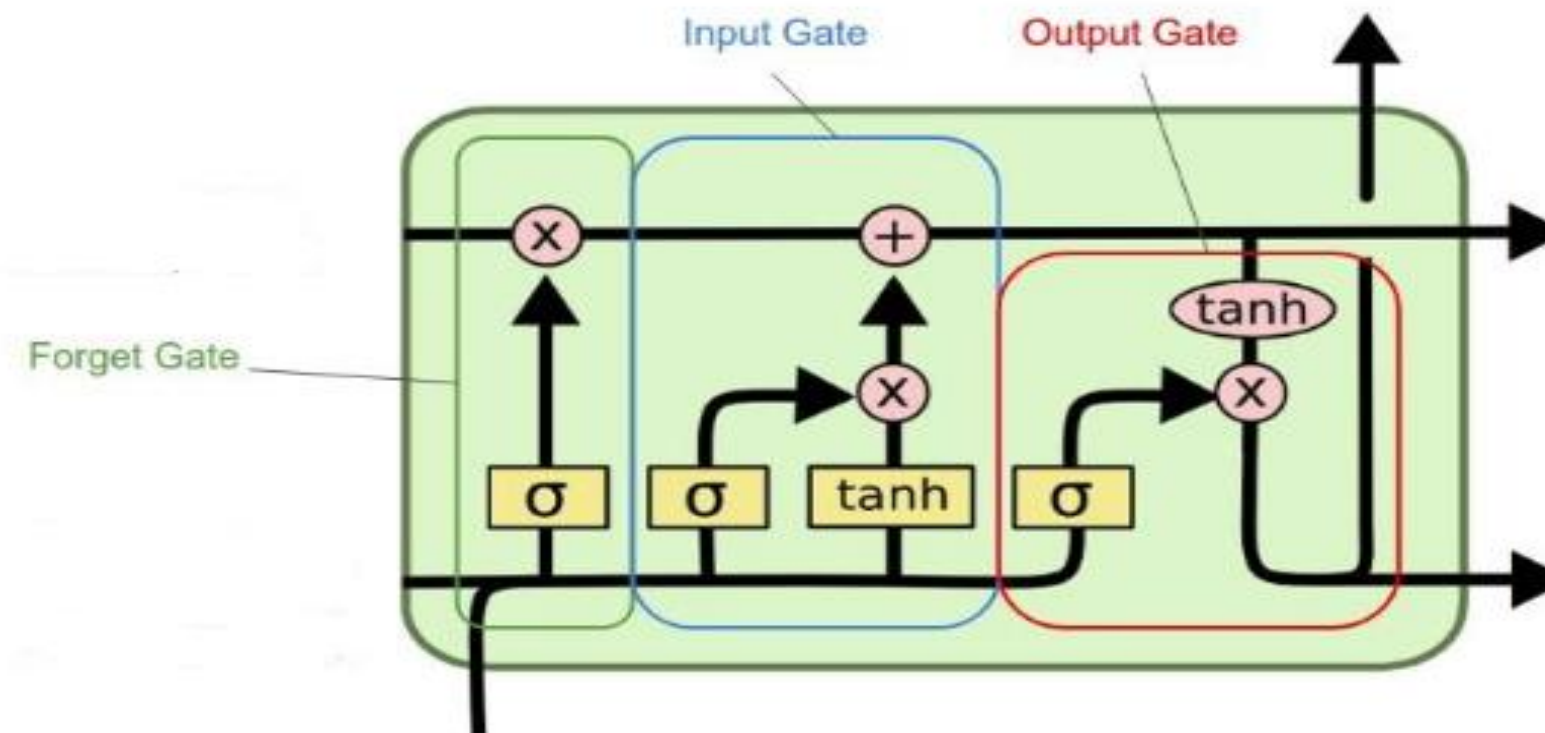 Input Gate
Output Gate
x
+
tanh
Forget Gate
x
x
σ
σ
tanh
σ